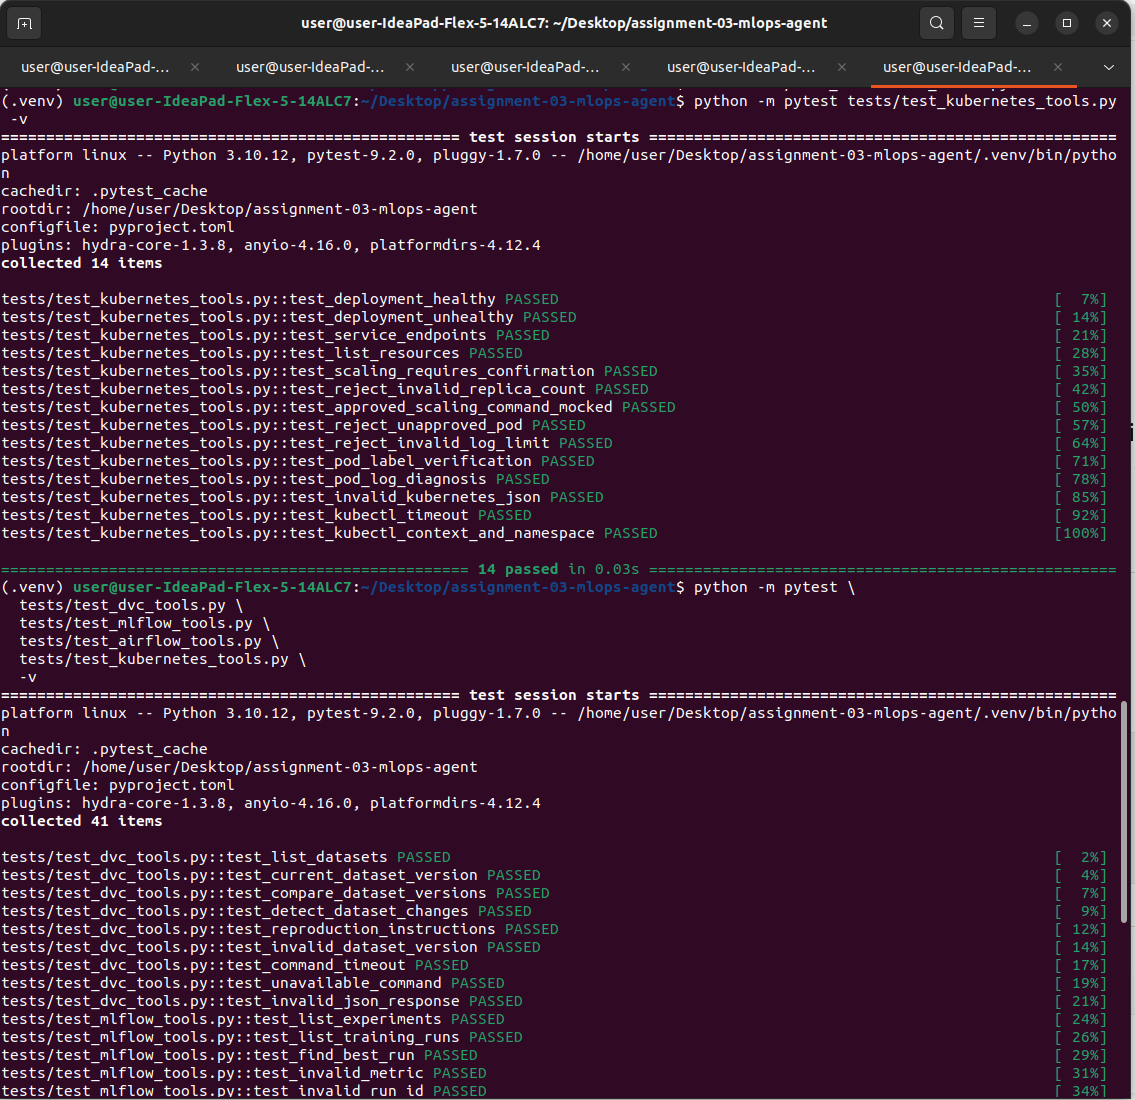 user@user-IdeaPad-Flex-5-14ALC7: ~/Desktop/assignment-03-mlops-agent
user@user-IdeaPad-... × user@user-IdeaPad-... × user@user-IdeaPad-... × user@user-IdeaPad-... × user@user-IdeaPad-... ×
(.venv) user@user-IdeaPad-Flex-5-14ALC7:~/Desktop/assignment-03-mlops-agent$ python -m pytest tests/test_kubernetes_tools.py
 -v
=================================================== test session starts ====================================================
platform linux -- Python 3.10.12, pytest-9.2.0, pluggy-1.7.0 -- /home/user/Desktop/assignment-03-mlops-agent/.venv/bin/pytho
n
cachedir: .pytest_cache
rootdir: /home/user/Desktop/assignment-03-mlops-agent
configfile: pyproject.toml
plugins: hydra-core-1.3.8, anyio-4.16.0, platformdirs-4.12.4
collected 14 items
tests/test_kubernetes_tools.py::test_deployment_healthy PASSED [  7%]
tests/test_kubernetes_tools.py::test_deployment_unhealthy PASSED [ 14%]
tests/test_kubernetes_tools.py::test_service_endpoints PASSED [ 21%]
tests/test_kubernetes_tools.py::test_list_resources PASSED [ 28%]
tests/test_kubernetes_tools.py::test_scaling_requires_confirmation PASSED [ 35%]
tests/test_kubernetes_tools.py::test_reject_invalid_replica_count PASSED [ 42%]
tests/test_kubernetes_tools.py::test_approved_scaling_command_mocked PASSED [ 50%]
tests/test_kubernetes_tools.py::test_reject_unapproved_pod PASSED [ 57%]
tests/test_kubernetes_tools.py::test_reject_invalid_log_limit PASSED [ 64%]
tests/test_kubernetes_tools.py::test_pod_label_verification PASSED [ 71%]
tests/test_kubernetes_tools.py::test_pod_log_diagnosis PASSED [ 78%]
tests/test_kubernetes_tools.py::test_invalid_kubernetes_json PASSED [ 85%]
tests/test_kubernetes_tools.py::test_kubectl_timeout PASSED [ 92%]
tests/test_kubernetes_tools.py::test_kubectl_context_and_namespace PASSED [100%]
==================================================== 14 passed in 0.03s ====================================================
(.venv) user@user-IdeaPad-Flex-5-14ALC7:~/Desktop/assignment-03-mlops-agent$ python -m pytest \
  tests/test_dvc_tools.py \
  tests/test_mlflow_tools.py \
  tests/test_airflow_tools.py \
  tests/test_kubernetes_tools.py \
  -v
=================================================== test session starts ====================================================
platform linux -- Python 3.10.12, pytest-9.2.0, pluggy-1.7.0 -- /home/user/Desktop/assignment-03-mlops-agent/.venv/bin/pytho
n
cachedir: .pytest_cache
rootdir: /home/user/Desktop/assignment-03-mlops-agent
configfile: pyproject.toml
plugins: hydra-core-1.3.8, anyio-4.16.0, platformdirs-4.12.4
collected 41 items
tests/test_dvc_tools.py::test_list_datasets PASSED [  2%]
tests/test_dvc_tools.py::test_current_dataset_version PASSED [  4%]
tests/test_dvc_tools.py::test_compare_dataset_versions PASSED [  7%]
tests/test_dvc_tools.py::test_detect_dataset_changes PASSED [  9%]
tests/test_dvc_tools.py::test_reproduction_instructions PASSED [ 12%]
tests/test_dvc_tools.py::test_invalid_dataset_version PASSED [ 14%]
tests/test_dvc_tools.py::test_command_timeout PASSED [ 17%]
tests/test_dvc_tools.py::test_unavailable_command PASSED [ 19%]
tests/test_dvc_tools.py::test_invalid_json_response PASSED [ 21%]
tests/test_mlflow_tools.py::test_list_experiments PASSED [ 24%]
tests/test_mlflow_tools.py::test_list_training_runs PASSED [ 26%]
tests/test_mlflow_tools.py::test_find_best_run PASSED [ 29%]
tests/test_mlflow_tools.py::test_invalid_metric PASSED [ 31%]
tests/test_mlflow_tools.py::test_invalid_run_id PASSED [ 34%]